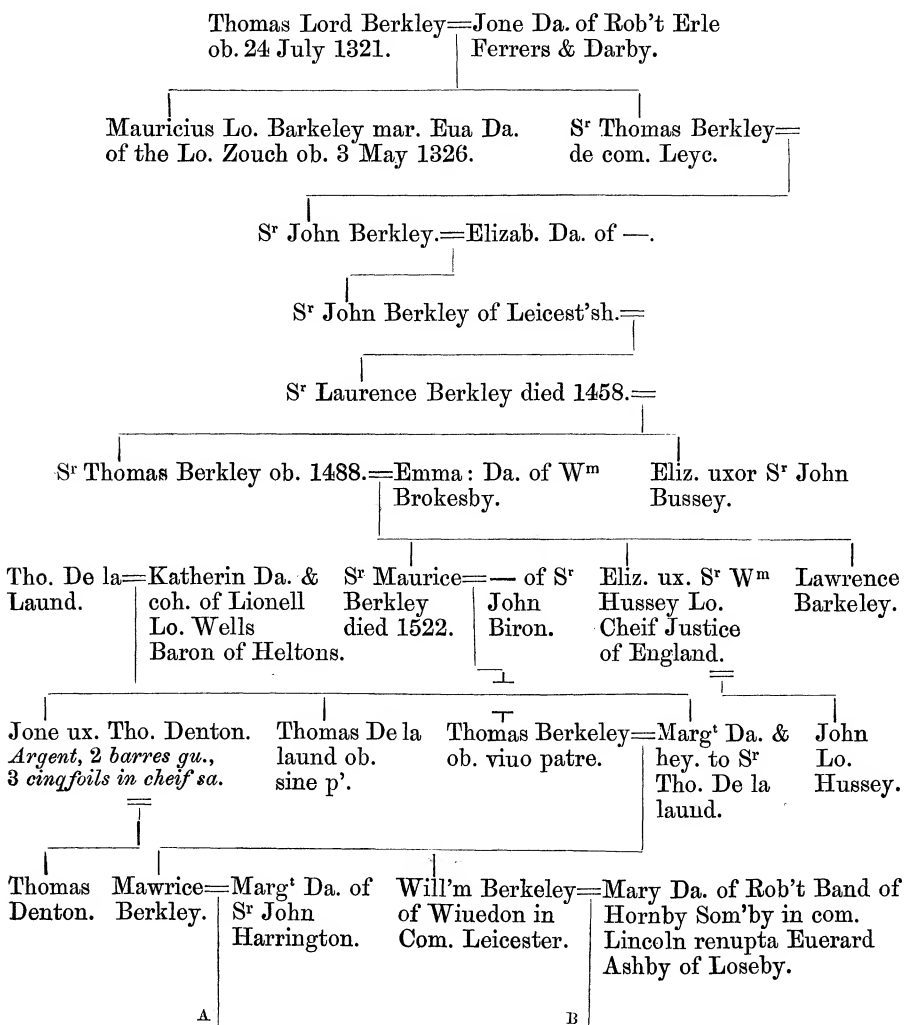 Thomas Lord Berkley=Jone Da. of Rob't Erle
ob. 24 July 1321. Ferrers & Darby.
Mauricius Lo. Barkeley mar. Eua Da.
of the Lo. Zouch ob. 3 May 1326.
Sʳ Thomas Berkley=
de com. Leyc.
Sʳ John Berkley.=Elizab. Da. of —.
Sʳ John Berkley of Leicest'sh.=
Sʳ Laurence Berkley died 1458.=
Sʳ Thomas Berkley ob. 1488.=Emma: Da. of Wᵐ
Brokesby.
Eliz. uxor Sʳ John
Bussey.
Tho. De la=
Laund.
Katherin Da. &
coh. of Lionell
Lo. Wells
Baron of Heltons.
Sʳ Maurice=
Berkley
died 1522.
— of Sʳ
John
Biron.
Eliz. ux. Sʳ Wᵐ
Hussey Lo.
Cheif Justice
of England.
=
Lawrence
Barkeley.
Jone ux. Tho. Denton.
Argent, 2 barres gu.,
3 cinqfoils in cheif sa.
=
Thomas De la
laund ob.
sine p'.
Thomas Berkeley=
ob. viuo patre.
Margᵗ Da. &
hey. to Sʳ
Tho. De la
laund.
John
Lo.
Hussey.
Thomas
Denton.
Mawrice=
Berkley.
Margᵗ Da. of
Sʳ John
Harrington.
Will'm Berkeley=
of Wiuedon in
Com. Leicester.
Mary Da. of Rob't Band of
Hornby Som'by in com.
Lincoln renupta Euerard
Ashby of Loseby.
A B